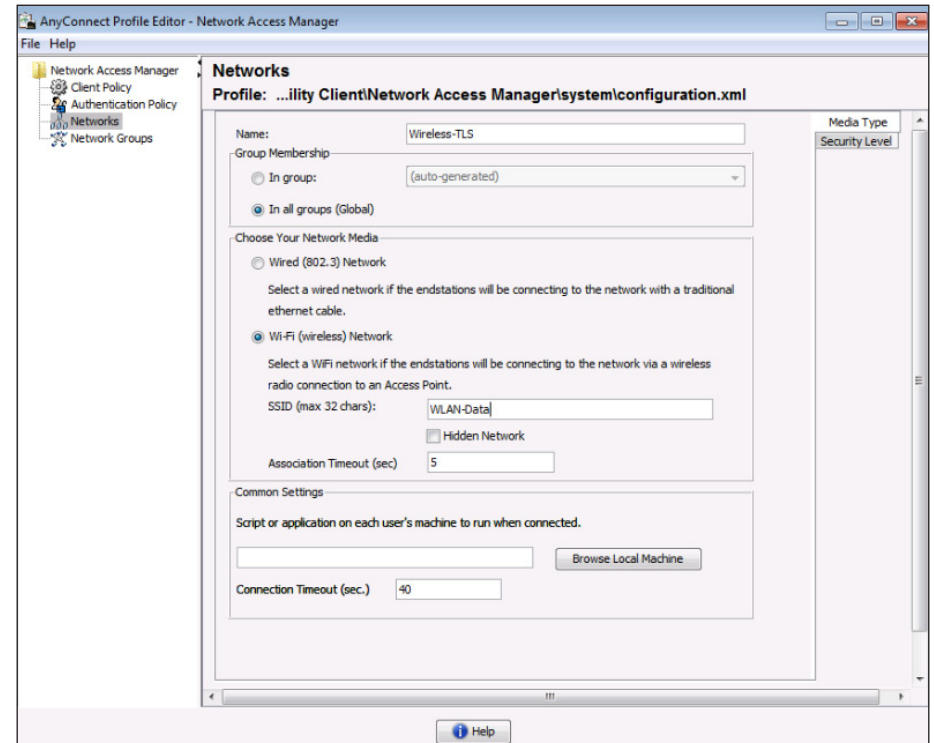 AnyConnect Profile Editor - Network Access Manager
File Help
Network Access Manager
Client Policy
Authentication Policy
Networks
Network Groups
Networks
Profile: ...ility Client\Network Access Manager\system\configuration.xml
Media Type
Security Level
Name: Wireless-TLS
Group Membership
In group: (auto-generated)
In all groups (Global)
Choose Your Network Media
Wired (802.3) Network
Select a wired network if the endstations will be connecting to the network with a traditional
ethernet cable.
Wi-Fi (wireless) Network
Select a WiFi network if the endstations will be connecting to the network via a wireless
radio connection to an Access Point.
SSID (max 32 chars): WLAN-Data
Hidden Network
Association Timeout (sec) 5
Common Settings
Script or application on each user's machine to run when connected.
Browse Local Machine
Connection Timeout (sec.) 40
Help